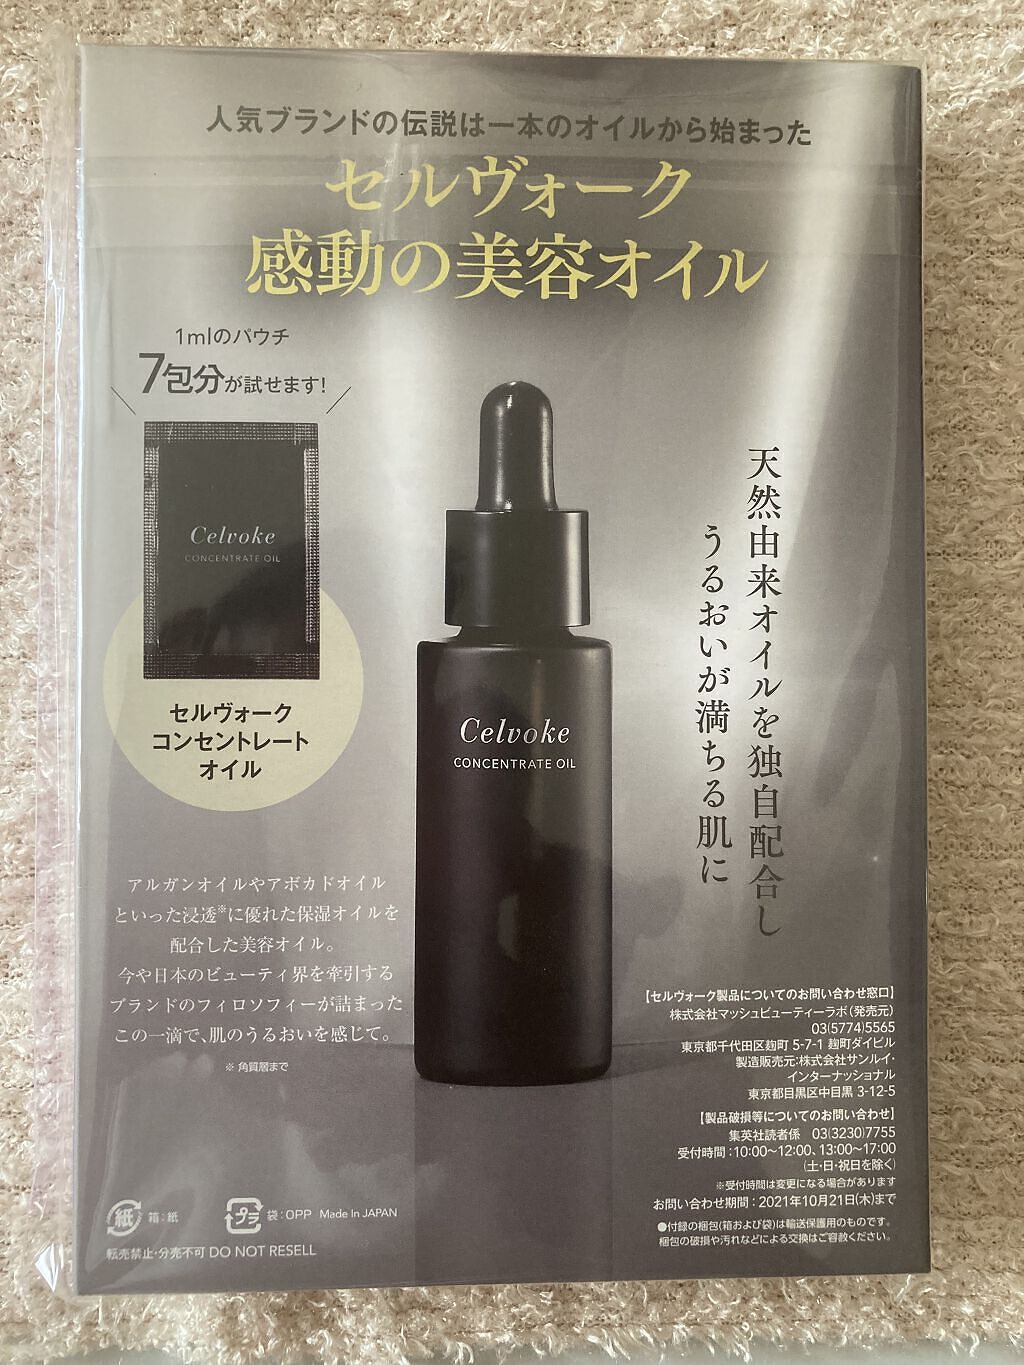 人気ブランドの伝説は一本のオイルから始まった
セルヴォーク
感動の美容オイル
1mlのパウチ
7包分が試せます!
Celvoke
CONCENTRATE OIL
セルヴォーク
コンセントレート
オイル
天然由来オイルを独自配合し
うるおいが満ちる肌に
Celvoke
CONCENTRATE OIL
アルガンオイルやアボカドオイル
といった浸透※に優れた保湿オイルを
配合した美容オイル。
今や日本のビューティ界を牽引する
ブランドのフィロソフィーが詰まった
この一滴で、肌のうるおいを感じて。
※ 角質層まで
【セルヴォーク製品についてのお問い合わせ窓口】
株式会社マッシュビューティーラボ(発売元)
03(5774)5565
東京都千代田区麹町 5-7-1 麹町ダイビル
製造販売元:株式会社サンルイ・
インターナッショナル
東京都目黒区中目黒 3-12-5
【製品破損等についてのお問い合わせ】
集英社読者係 03(3230)7755
受付時間:10:00~12:00、13:00~17:00
(土・日・祝日を除く)
※受付時間は変更になる場合があります
お問い合わせ期間:2021年10月21日(木)まで
●付録の梱包(箱および袋)は輸送保護用のものです。
梱包の破損や汚れなどによる交換はご容赦ください。
紙 箱:紙 プラ 袋:OPP Made In JAPAN
転売禁止・分売不可 DO NOT RESELL